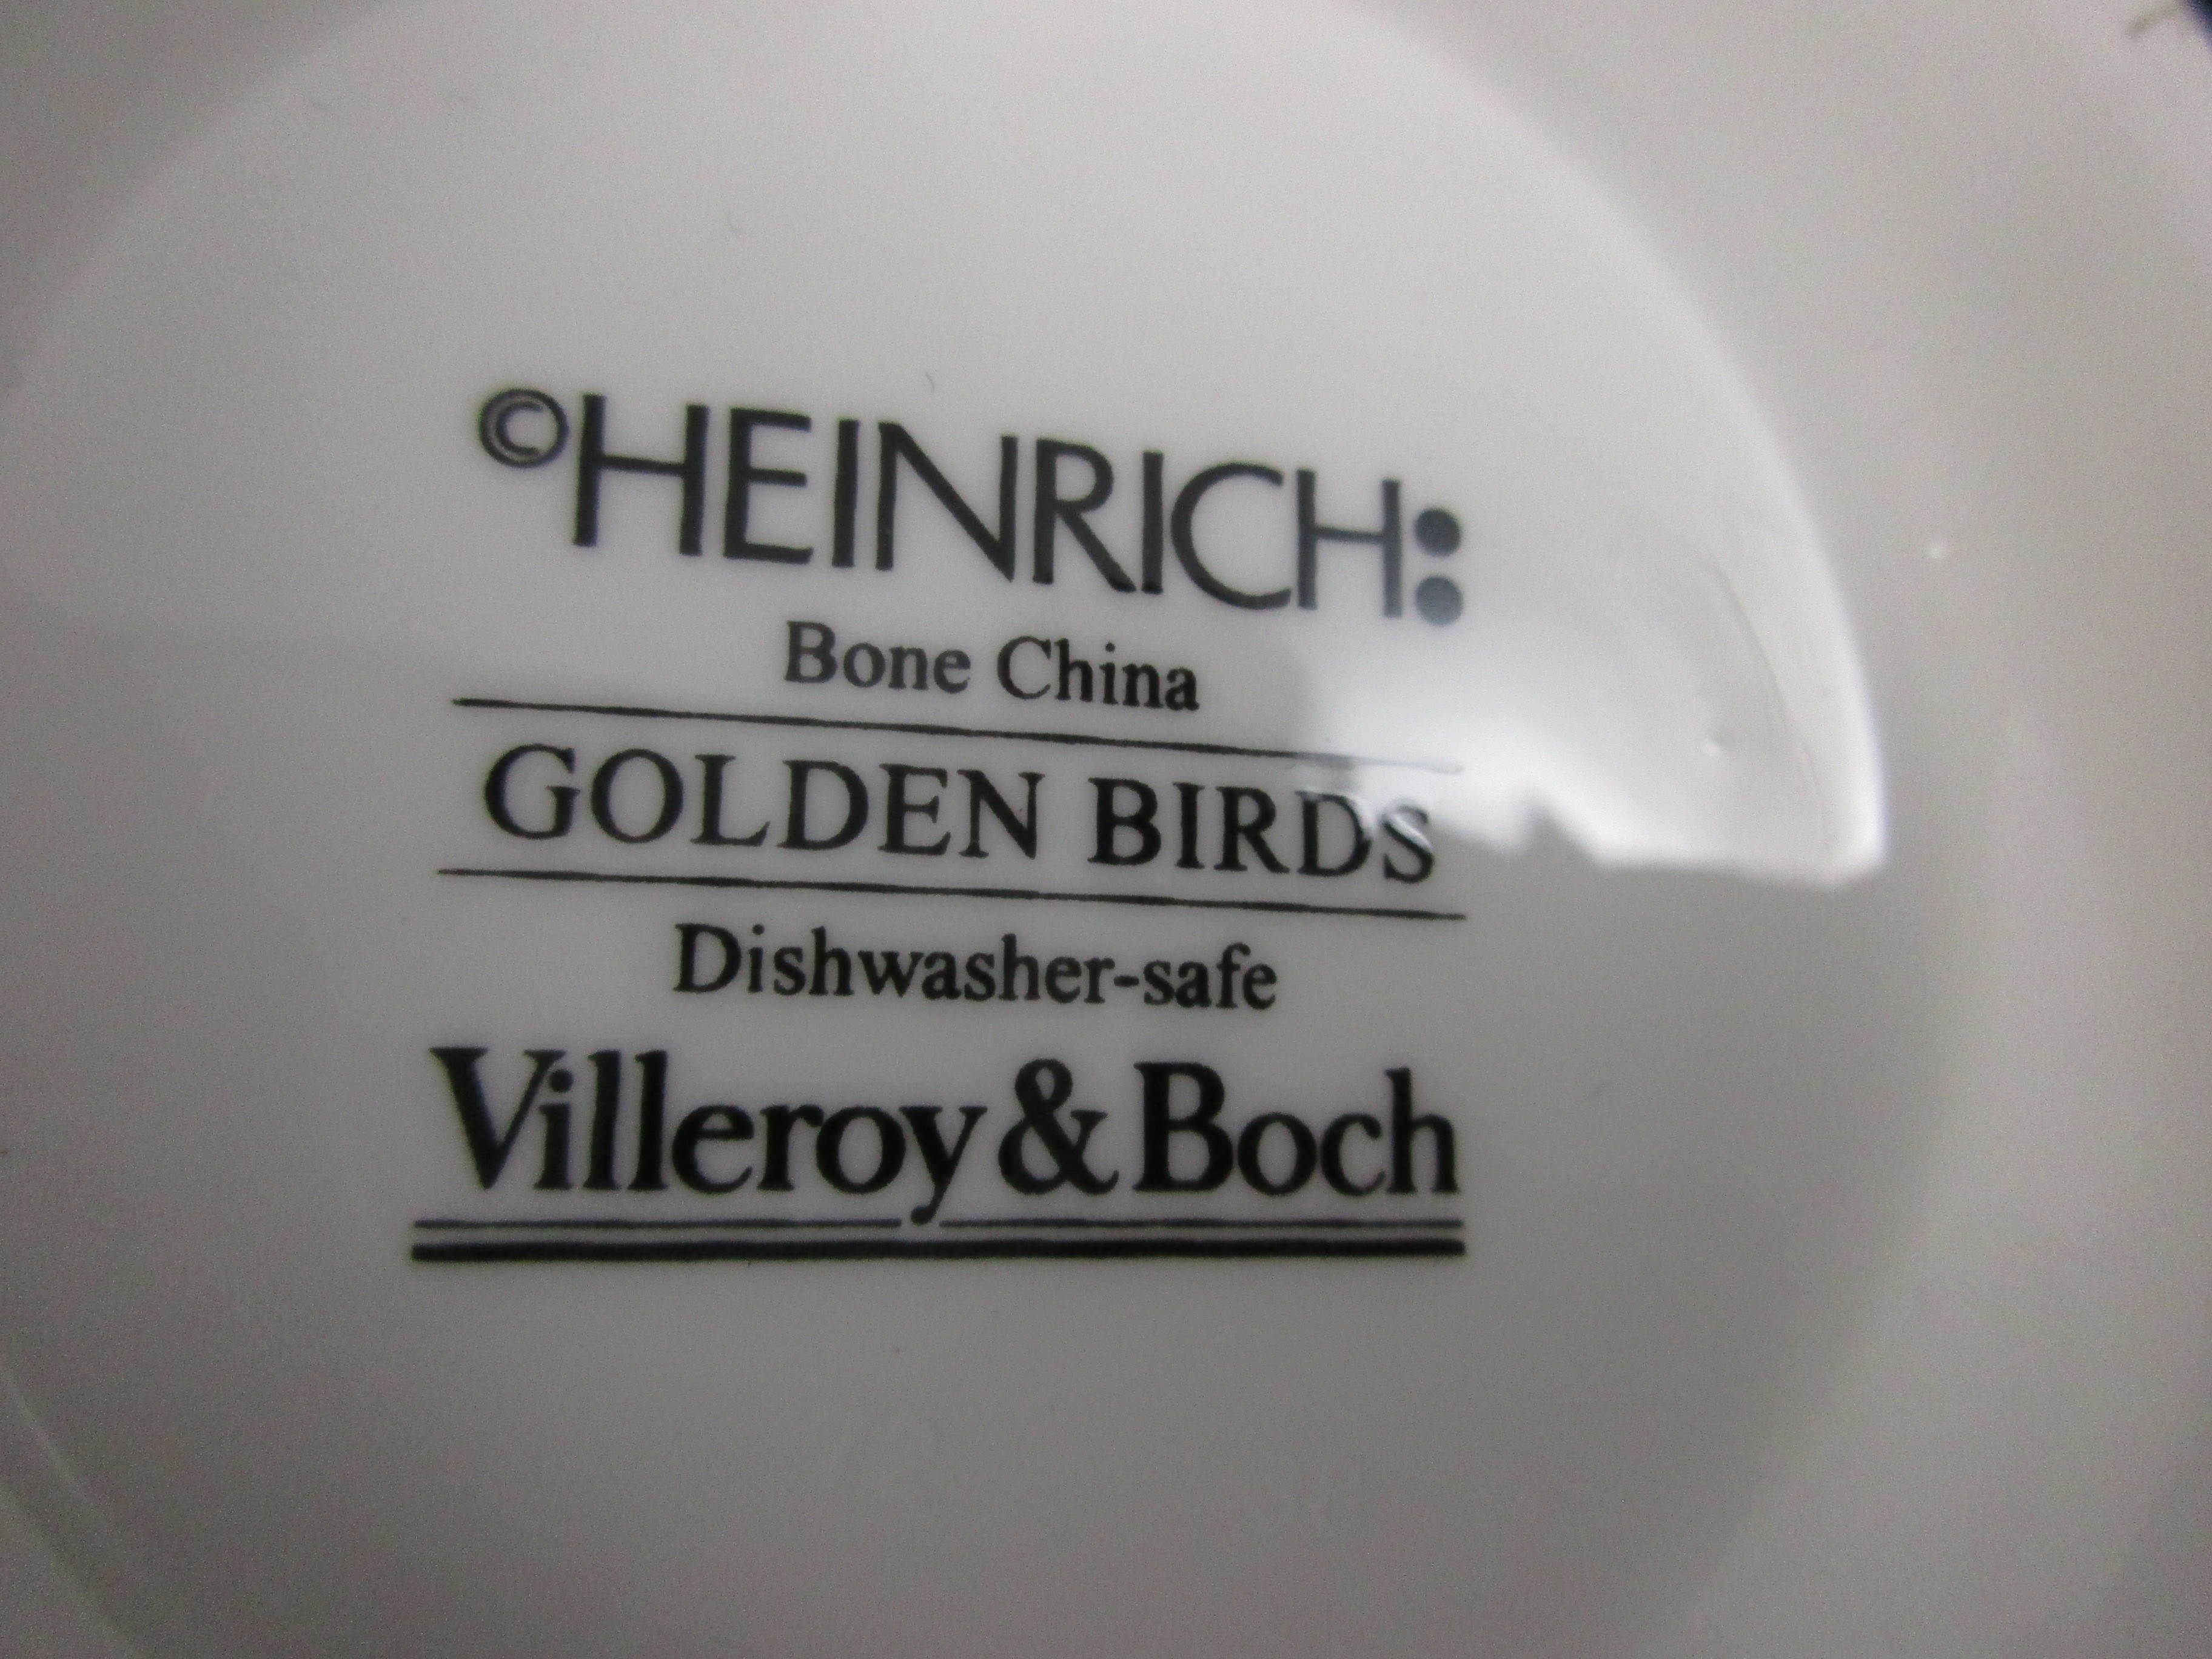 ©HEINRICH:
Bone China
GOLDEN BIRDS
Dishwasher-safe
Villeroy & Boch